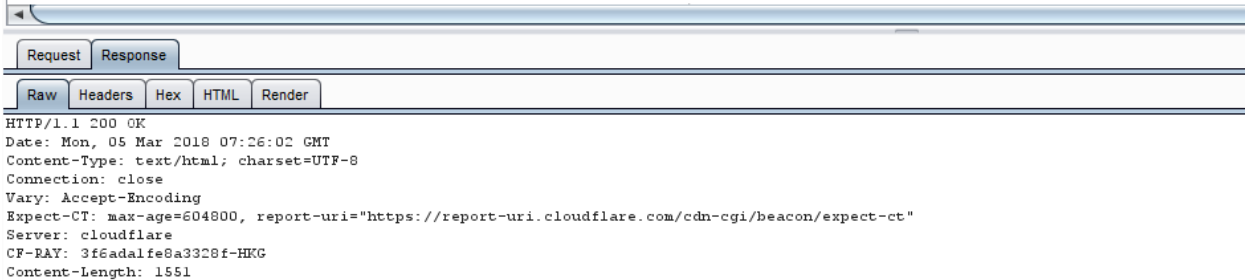 Request Response
Raw Headers Hex HTML Render
HTTP/1.1 200 OK
Date: Mon, 05 Mar 2018 07:26:02 GMT
Content-Type: text/html; charset=UTF-8
Connection: close
Vary: Accept-Encoding
Expect-CT: max-age=604800, report-uri="https://report-uri.cloudflare.com/cdn-cgi/beacon/expect-ct"
Server: cloudflare
CF-RAY: 3f6ada1fe8a3328f-HKG
Content-Length: 1551